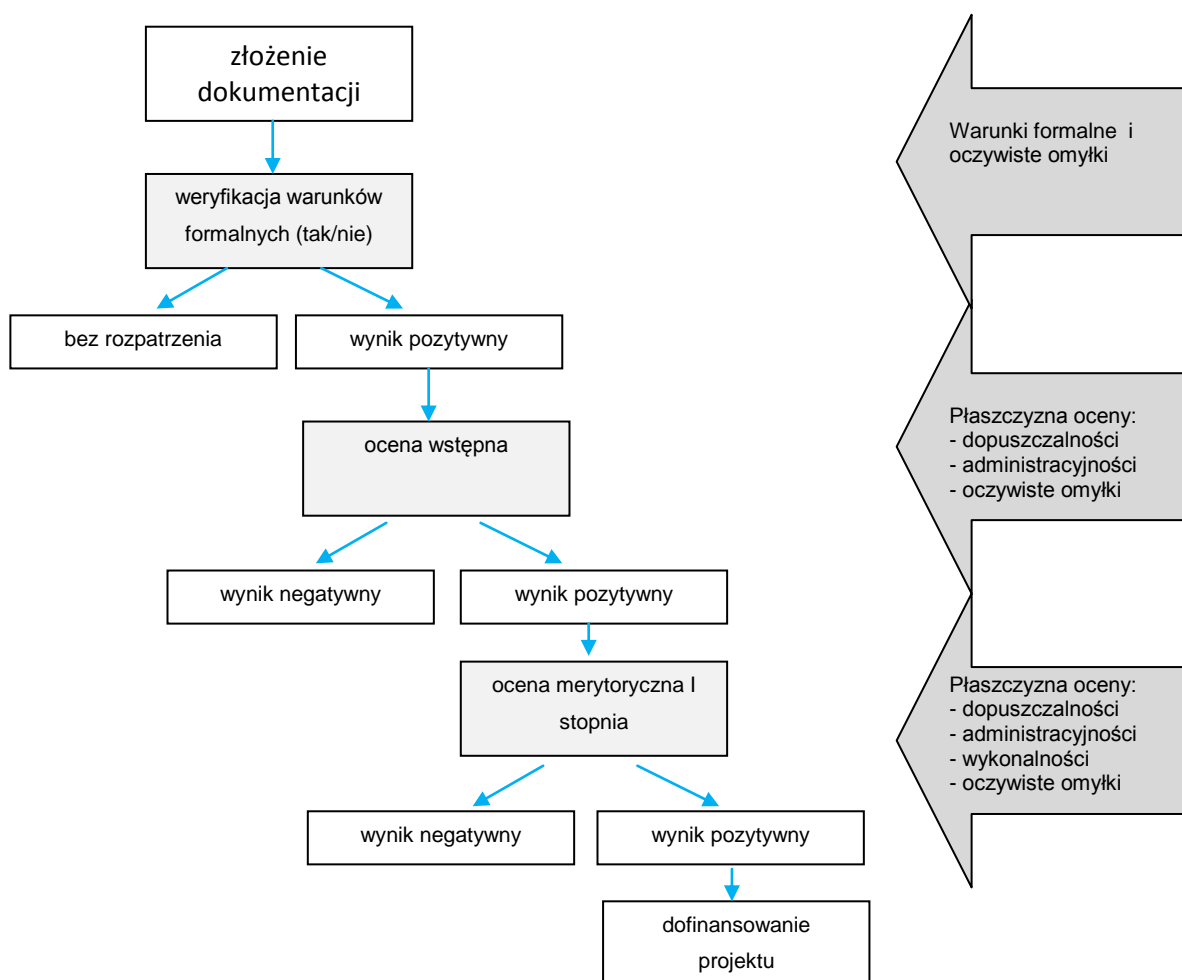 złożenie
dokumentacji
weryfikacja warunków
formalnych (tak/nie)
bez rozpatrzenia
wynik pozytywny
ocena wstępna
wynik negatywny
wynik pozytywny
ocena merytoryczna I
stopnia
wynik negatywny
wynik pozytywny
dofinansowanie
projektu
Warunki formalne i
oczywiste omyłki
Płaszczyzna oceny:
- dopuszczalności
- administracyjności
- oczywiste omyłki
Płaszczyzna oceny:
- dopuszczalności
- administracyjności
- wykonalności
- oczywiste omyłki